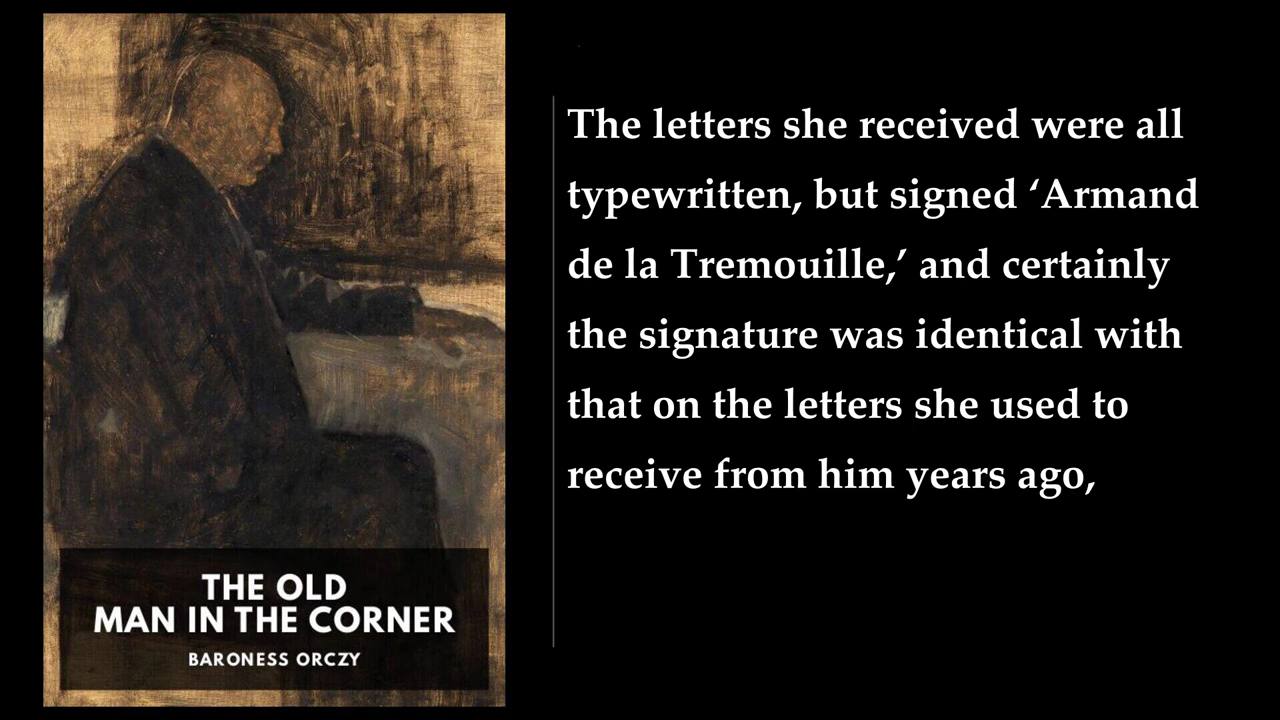 THE OLD
MAN IN THE CORNER
BARONESS ORCZY
The letters she received were all
typewritten, but signed ‘Armand
de la Tremouille,’ and certainly
the signature was identical with
that on the letters she used to
receive from him years ago,